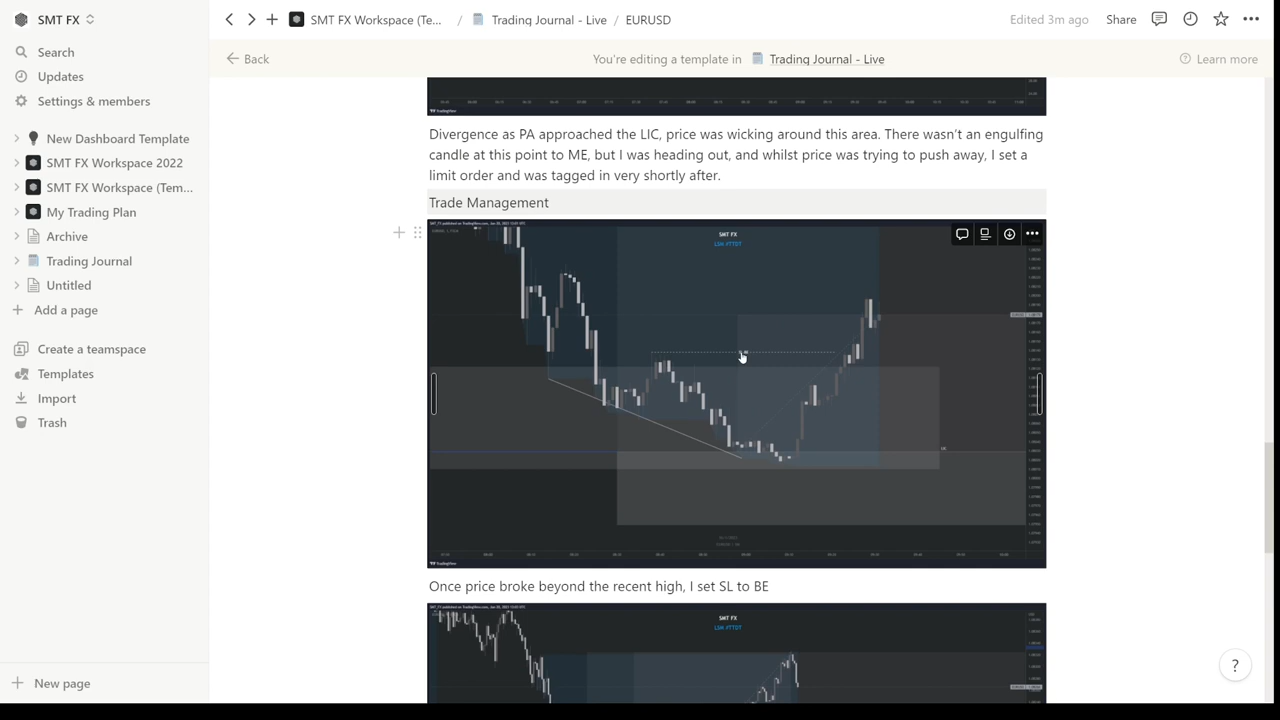 SMT FX
SMT FX Workspace (Te... / Trading Journal - Live / EURUSD
Edited 3m ago
Share
Search
Back
You're editing a template in Trading Journal - Live
Learn more
Updates
Settings & members
New Dashboard Template
SMT FX Workspace 2022
SMT FX Workspace (Tem...
My Trading Plan
Archive
Trading Journal
Untitled
Add a page
Create a teamspace
Templates
Import
Trash
New page
TradingView
Divergence as PA approached the LIC, price was wicking around this area. There wasn't an engulfing
candle at this point to ME, but I was heading out, and whilst price was trying to push away, I set a
limit order and was tagged in very shortly after.
Trade Management
SMT FX
LSM #TTDT
TradingView
Once price broke beyond the recent high, I set SL to BE
SMT FX
LSM #TTDT
?